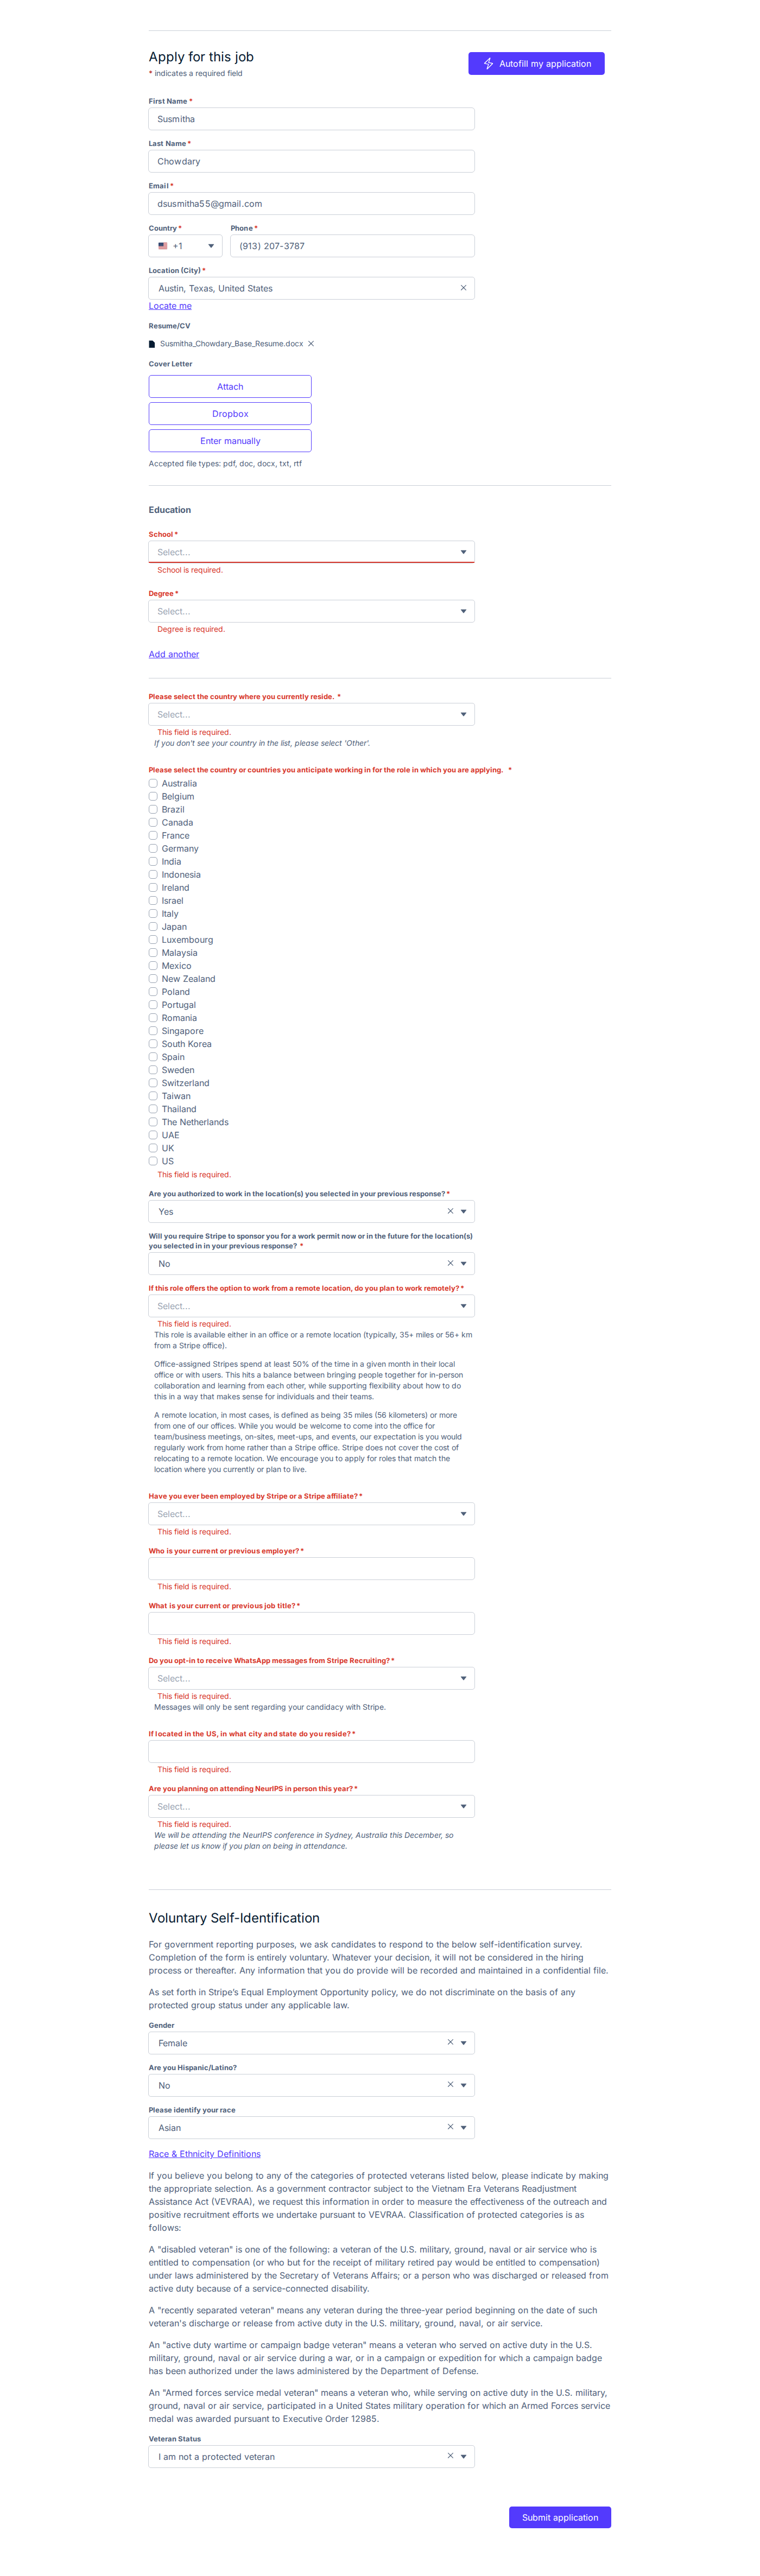 Apply for this job
* indicates a required field
Autofill my application
First Name *
Susmitha
Last Name *
Chowdary
Email *
dsusmitha55@gmail.com
Country * Phone *
+1 (913) 207-3787
Location (City) *
Austin, Texas, United States
Locate me
Resume/CV
Susmitha_Chowdary_Base_Resume.docx
Cover Letter
Attach
Dropbox
Enter manually
Accepted file types: pdf, doc, docx, txt, rtf
Education
School *
Select...
School is required.
Degree *
Select...
Degree is required.
Add another
Please select the country where you currently reside. *
Select...
This field is required.
If you don't see your country in the list, please select 'Other'.
Please select the country or countries you anticipate working in for the role in which you are applying. *
Australia
Belgium
Brazil
Canada
France
Germany
India
Indonesia
Ireland
Israel
Italy
Japan
Luxembourg
Malaysia
Mexico
New Zealand
Poland
Portugal
Romania
Singapore
South Korea
Spain
Sweden
Switzerland
Taiwan
Thailand
The Netherlands
UAE
UK
US
This field is required.
Are you authorized to work in the location(s) you selected in your previous response? *
Yes
Will you require Stripe to sponsor you for a work permit now or in the future for the location(s)
you selected in in your previous response? *
No
If this role offers the option to work from a remote location, do you plan to work remotely? *
Select...
This field is required.
This role is available either in an office or a remote location (typically, 35+ miles or 56+ km
from a Stripe office).
Office-assigned Stripes spend at least 50% of the time in a given month in their local
office or with users. This hits a balance between bringing people together for in-person
collaboration and learning from each other, while supporting flexibility about how to do
this in a way that makes sense for individuals and their teams.
A remote location, in most cases, is defined as being 35 miles (56 kilometers) or more
from one of our offices. While you would be welcome to come into the office for
team/business meetings, on-sites, meet-ups, and events, our expectation is you would
regularly work from home rather than a Stripe office. Stripe does not cover the cost of
relocating to a remote location. We encourage you to apply for roles that match the
location where you currently or plan to live.
Have you ever been employed by Stripe or a Stripe affiliate? *
Select...
This field is required.
Who is your current or previous employer? *
This field is required.
What is your current or previous job title? *
This field is required.
Do you opt-in to receive WhatsApp messages from Stripe Recruiting? *
Select...
This field is required.
Messages will only be sent regarding your candidacy with Stripe.
If located in the US, in what city and state do you reside? *
This field is required.
Are you planning on attending NeurIPS in person this year? *
Select...
This field is required.
We will be attending the NeurIPS conference in Sydney, Australia this December, so
please let us know if you plan on being in attendance.
Voluntary Self-Identification
For government reporting purposes, we ask candidates to respond to the below self-identification survey.
Completion of the form is entirely voluntary. Whatever your decision, it will not be considered in the hiring
process or thereafter. Any information that you do provide will be recorded and maintained in a confidential file.
As set forth in Stripe’s Equal Employment Opportunity policy, we do not discriminate on the basis of any
protected group status under any applicable law.
Gender
Female
Are you Hispanic/Latino?
No
Please identify your race
Asian
Race & Ethnicity Definitions
If you believe you belong to any of the categories of protected veterans listed below, please indicate by making
the appropriate selection. As a government contractor subject to the Vietnam Era Veterans Readjustment
Assistance Act (VEVRAA), we request this information in order to measure the effectiveness of the outreach and
positive recruitment efforts we undertake pursuant to VEVRAA. Classification of protected categories is as
follows:
A "disabled veteran" is one of the following: a veteran of the U.S. military, ground, naval or air service who is
entitled to compensation (or who but for the receipt of military retired pay would be entitled to compensation)
under laws administered by the Secretary of Veterans Affairs; or a person who was discharged or released from
active duty because of a service-connected disability.
A "recently separated veteran" means any veteran during the three-year period beginning on the date of such
veteran's discharge or release from active duty in the U.S. military, ground, naval, or air service.
An "active duty wartime or campaign badge veteran" means a veteran who served on active duty in the U.S.
military, ground, naval or air service during a war, or in a campaign or expedition for which a campaign badge
has been authorized under the laws administered by the Department of Defense.
An "Armed forces service medal veteran" means a veteran who, while serving on active duty in the U.S. military,
ground, naval or air service, participated in a United States military operation for which an Armed Forces service
medal was awarded pursuant to Executive Order 12985.
Veteran Status
I am not a protected veteran
Submit application